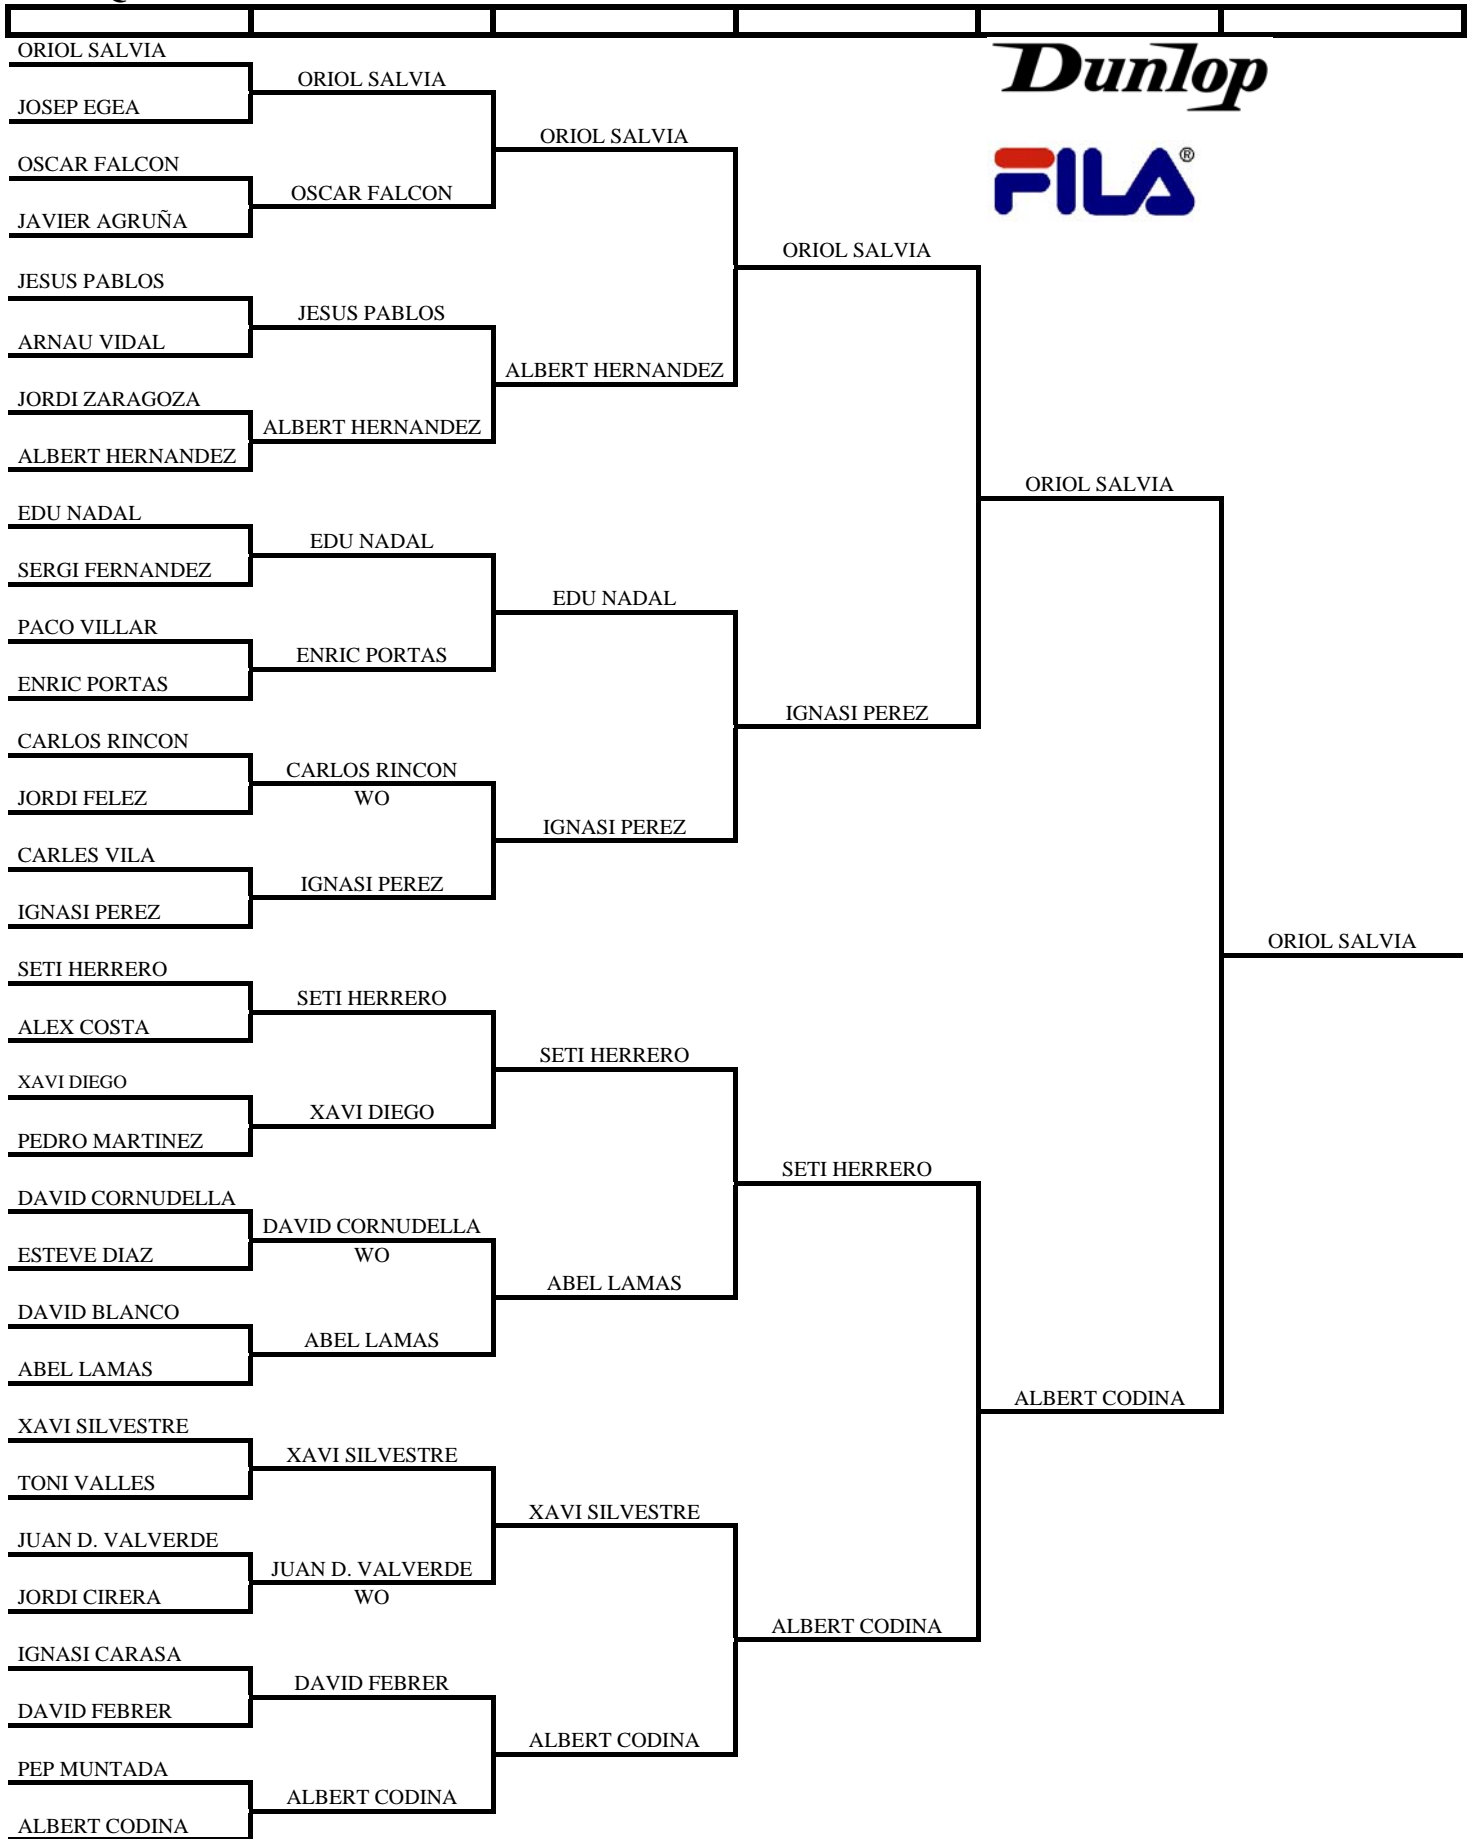 Dunlop
FILA®
ORIOL SALVIA
JOSEP EGEA
OSCAR FALCON
JAVIER AGRUÑA
JESUS PABLOS
ARNAU VIDAL
JORDI ZARAGOZA
ALBERT HERNANDEZ
EDU NADAL
SERGI FERNANDEZ
PACO VILLAR
ENRIC PORTAS
CARLOS RINCON
JORDI FELEZ
CARLES VILA
IGNASI PEREZ
SETI HERRERO
ALEX COSTA
XAVI DIEGO
PEDRO MARTINEZ
DAVID CORNUDELLA
ESTEVE DIAZ
DAVID BLANCO
ABEL LAMAS
XAVI SILVESTRE
TONI VALLES
JUAN D. VALVERDE
JORDI CIRERA
IGNASI CARASA
DAVID FEBRER
PEP MUNTADA
ALBERT CODINA
ORIOL SALVIA
OSCAR FALCON
JESUS PABLOS
ALBERT HERNANDEZ
EDU NADAL
ENRIC PORTAS
CARLOS RINCON
WO
IGNASI PEREZ
SETI HERRERO
XAVI DIEGO
DAVID CORNUDELLA
WO
ABEL LAMAS
XAVI SILVESTRE
JUAN D. VALVERDE
WO
DAVID FEBRER
ALBERT CODINA
ORIOL SALVIA
ALBERT HERNANDEZ
EDU NADAL
IGNASI PEREZ
SETI HERRERO
ABEL LAMAS
XAVI SILVESTRE
ALBERT CODINA
ORIOL SALVIA
IGNASI PEREZ
SETI HERRERO
ALBERT CODINA
ORIOL SALVIA
ALBERT CODINA
ORIOL SALVIA